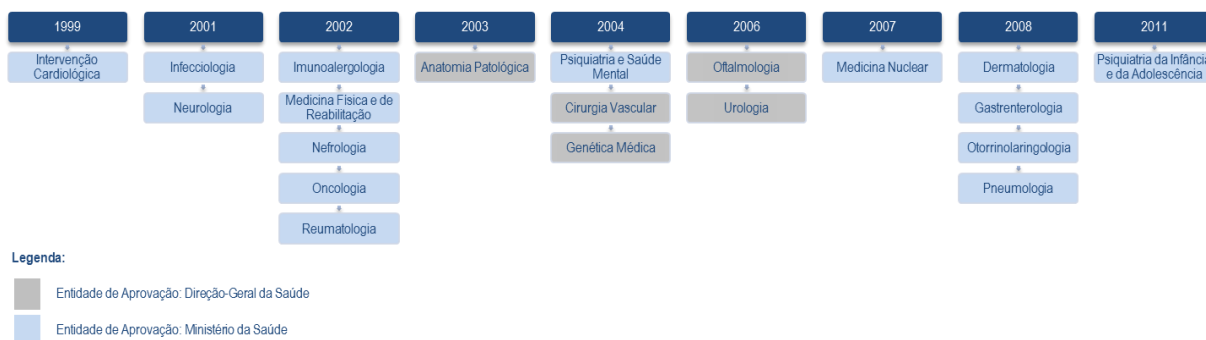 1999
2001
2002
2003
2004
2006
2007
2008
2011
Intervenção
Cardiológica
Infecciologia
Imunoalergologia
Anatomia Patológica
Psiquiatria e Saúde
Mental
Oftalmologia
Medicina Nuclear
Dermatologia
Psiquiatria da Infância
e da Adolescência
Neurologia
Medicina Física e de
Reabilitação
Cirurgia Vascular
Urologia
Gastrenterologia
Nefrologia
Genética Médica
Otorrinolaringologia
Oncologia
Pneumologia
Reumatologia
Legenda:
Entidade de Aprovação: Direção-Geral da Saúde
Entidade de Aprovação: Ministério da Saúde